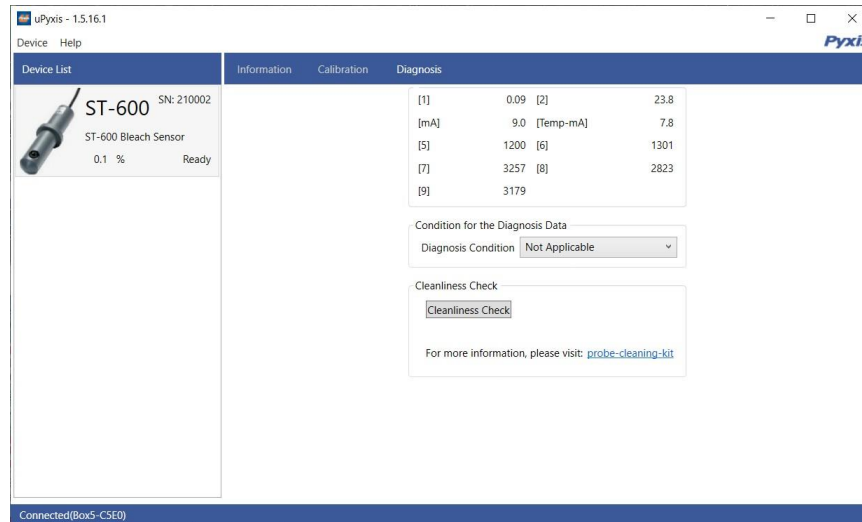 uPyxis - 1.5.16.1
Device Help
Pyxis
Device List
Information Calibration Diagnosis
ST-600 SN: 210002
ST-600 Bleach Sensor
0.1 % Ready
[1] 0.09 [2] 23.8
[mA] 9.0 [Temp-mA] 7.8
[5] 1200 [6] 1301
[7] 3257 [8] 2823
[9] 3179
Condition for the Diagnosis Data
Diagnosis Condition Not Applicable
Cleanliness Check
Cleanliness Check
For more information, please visit: probe-cleaning-kit
Connected(Box5-C5E0)